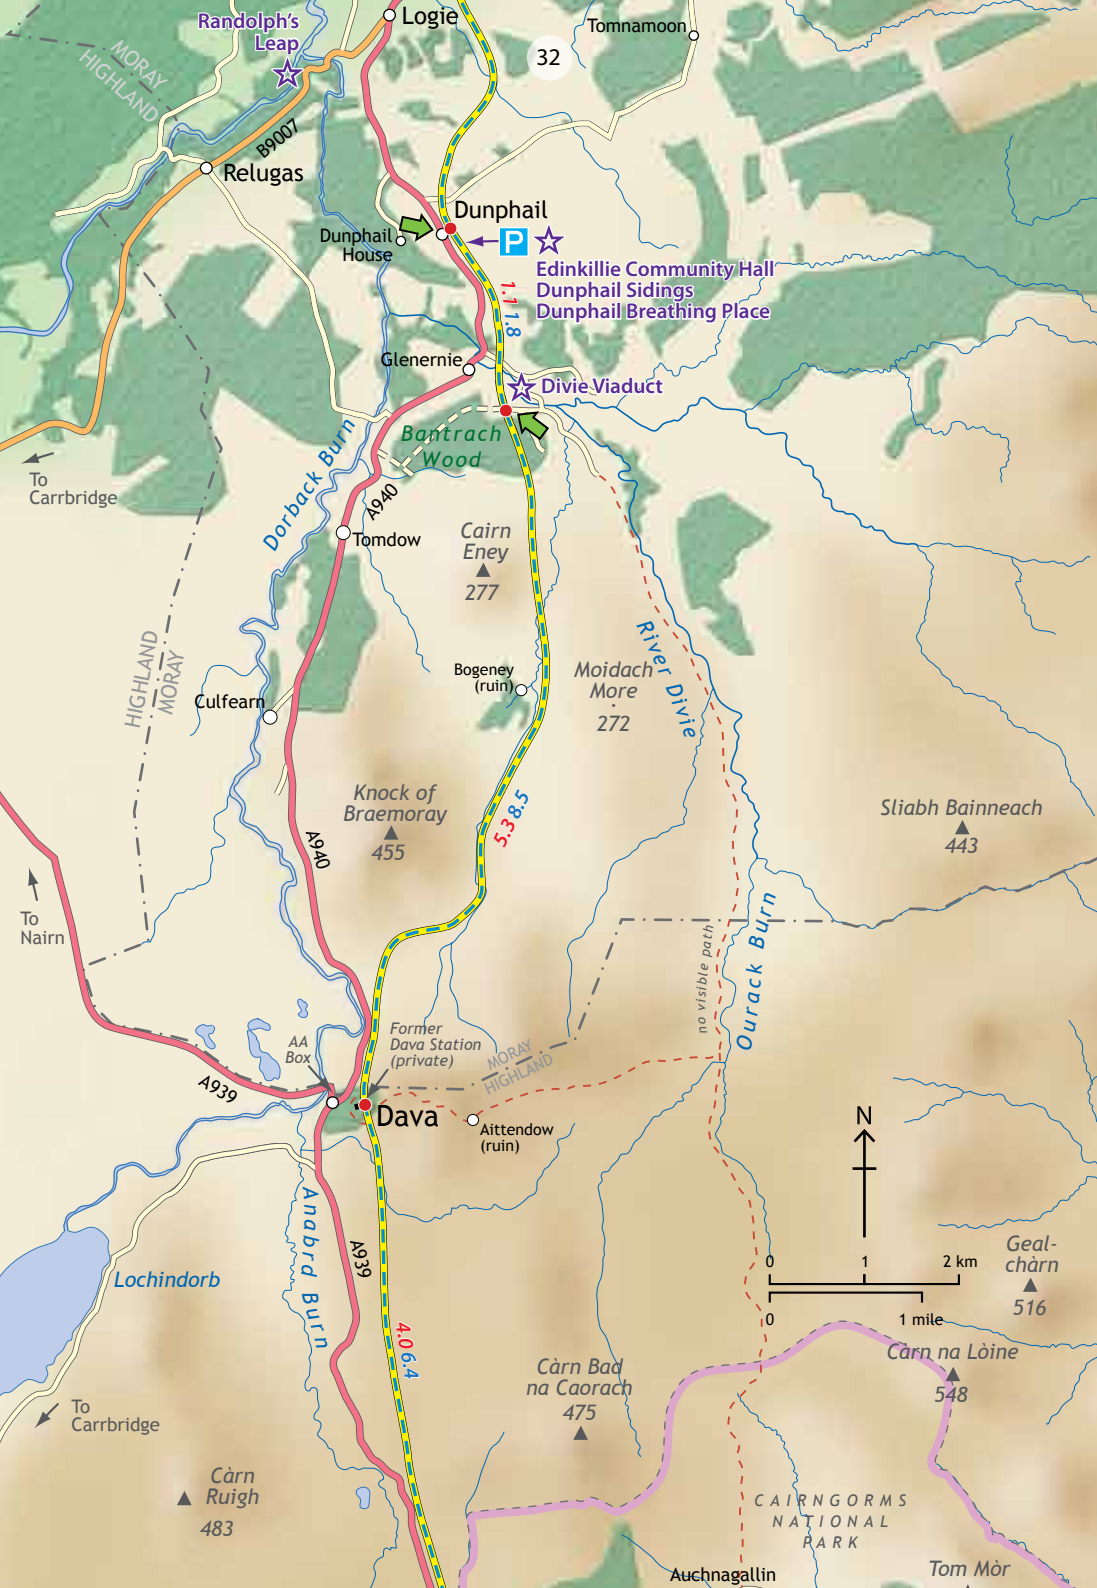 Randolph's
Leap
Logie
Tomnamoon
32
MORAY
HIGHLAND
B9007
Relugas
Dunphail
Dunphail
House
P
Edinkillie Community Hall
Dunphail Sidings
Dunphail Breathing Place
1.1 1.8
Glenernie
Divie Viaduct
Bantrach
Wood
To
Carrbridge
Dorback Burn
A940
Tomdow
Cairn
Eney
277
HIGHLAND
MORAY
River Divie
Bogeney
(ruin)
Moidach
More
272
Culfearn
Knock of
Braemoray
455
5.3 8.5
Sliabh Bainneach
443
A940
To
Nairn
no visible path
Ourack Burn
AA
Box
Former
Dava Station
(private)
MORAY
HIGHLAND
A939
Dava
Aittendow
(ruin)
N
Anabrd Burn
A939
Lochindorb
0 1 2 km
0 1 mile
Geal-
chàrn
516
4.0 6.4
Càrn na Lòine
548
Càrn Bad
na Caorach
475
To
Carrbridge
Càrn
Ruigh
483
CAIRNGORMS
NATIONAL
PARK
Auchnagallin
Tom Mòr